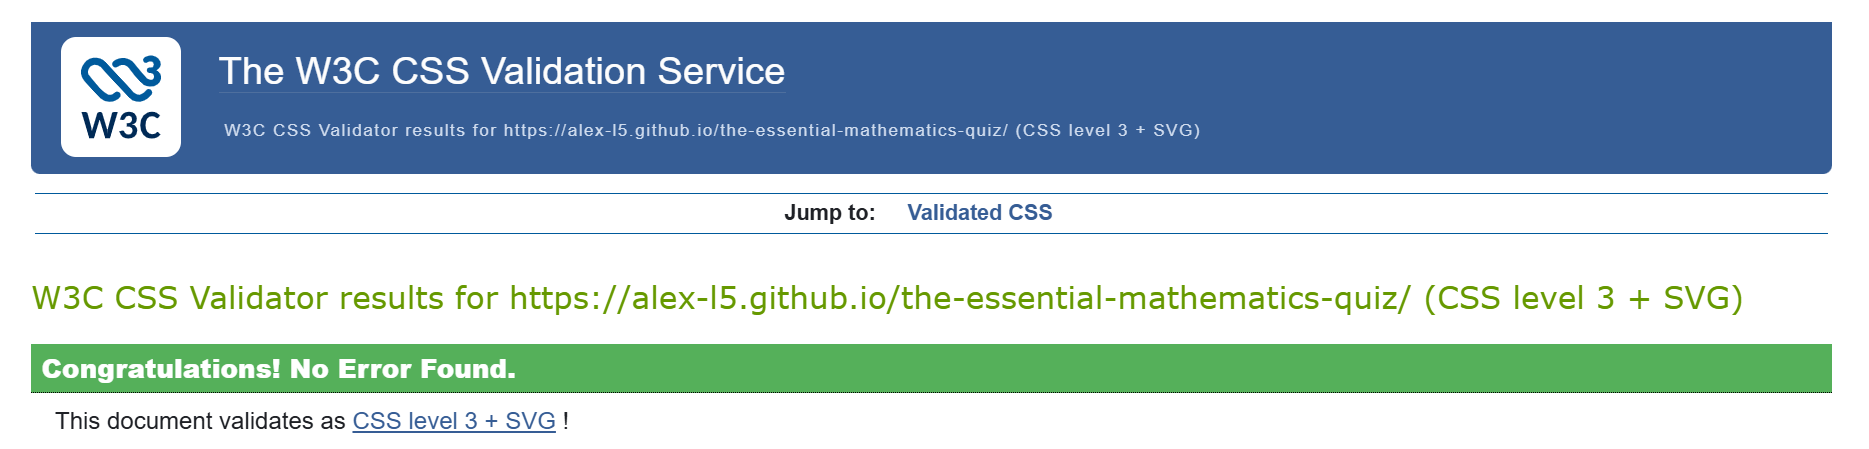 W3C
The W3C CSS Validation Service
W3C CSS Validator results for https://alex-l5.github.io/the-essential-mathematics-quiz/ (CSS level 3 + SVG)
Jump to: Validated CSS
W3C CSS Validator results for https://alex-l5.github.io/the-essential-mathematics-quiz/ (CSS level 3 + SVG)
Congratulations! No Error Found.
This document validates as CSS level 3 + SVG !